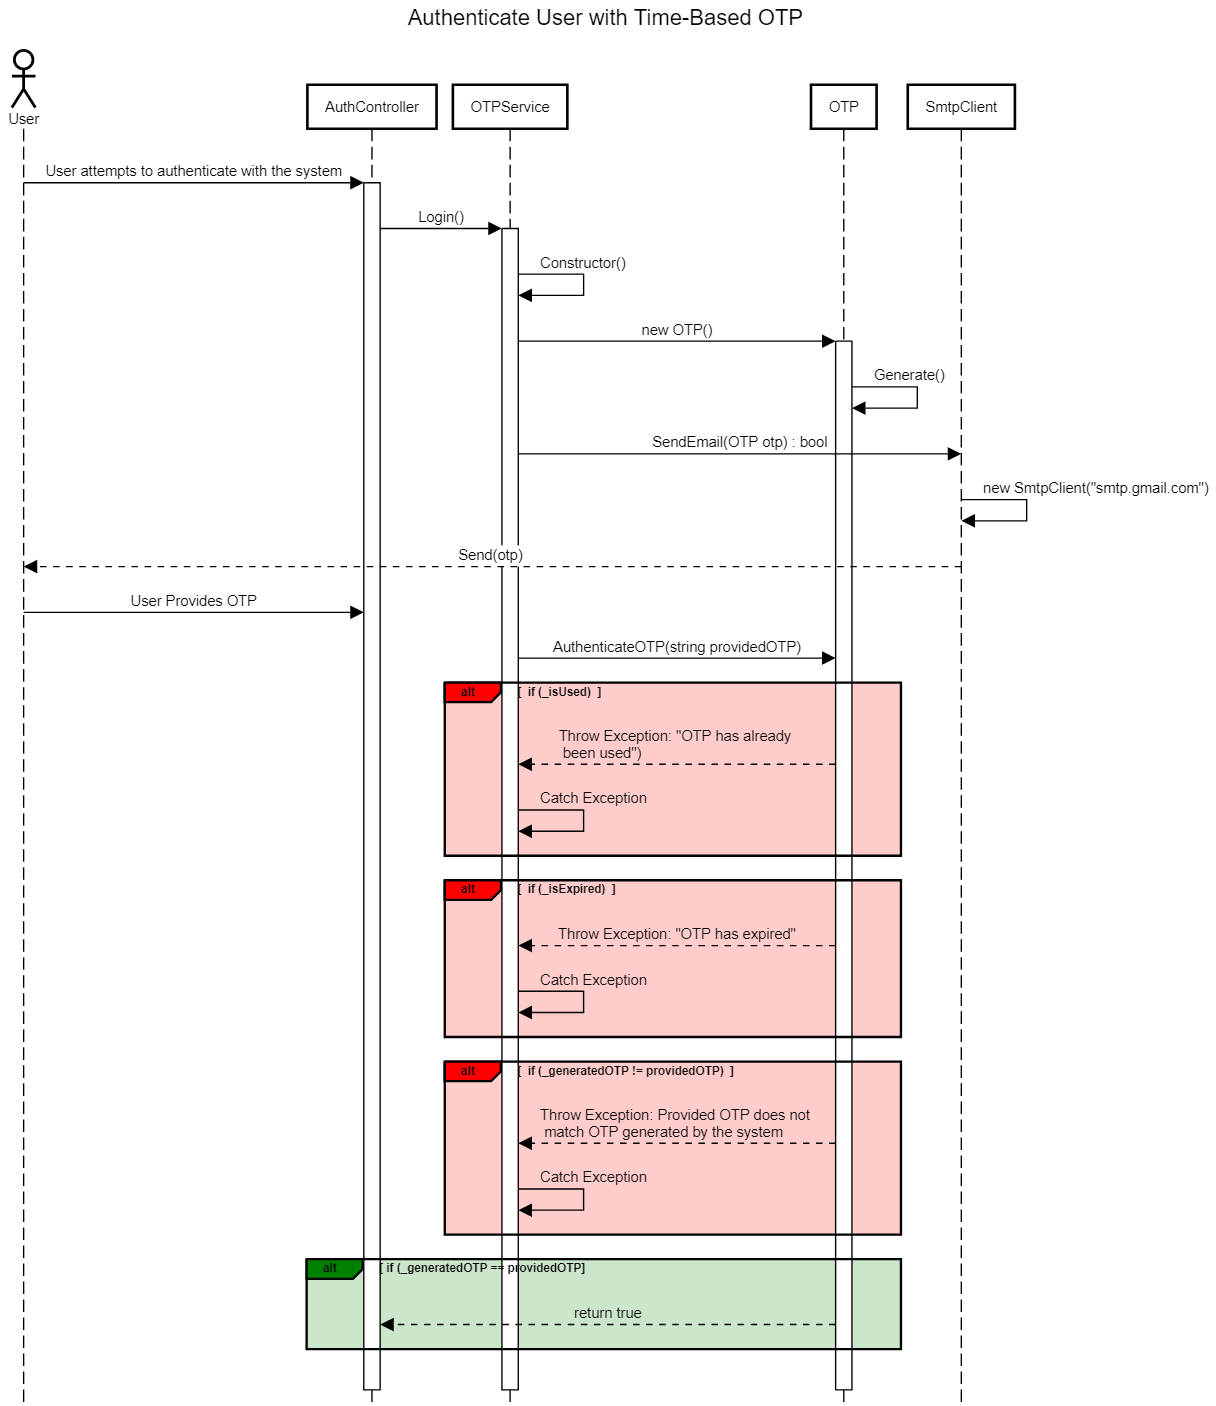 Authenticate User with Time-Based OTP
User
AuthController
OTPService
OTP
SmtpClient
User attempts to authenticate with the system
Login()
Constructor()
new OTP()
Generate()
SendEmail(OTP otp) : bool
new SmtpClient("smtp.gmail.com")
Send(otp)
User Provides OTP
AuthenticateOTP(string providedOTP)
alt
[ if (_isUsed) ]
Throw Exception: "OTP has already
been used")
Catch Exception
alt
[ if (_isExpired) ]
Throw Exception: "OTP has expired"
Catch Exception
alt
[ if (_generatedOTP != providedOTP) ]
Throw Exception: Provided OTP does not
match OTP generated by the system
Catch Exception
alt
[ if (_generatedOTP == providedOTP]
return true